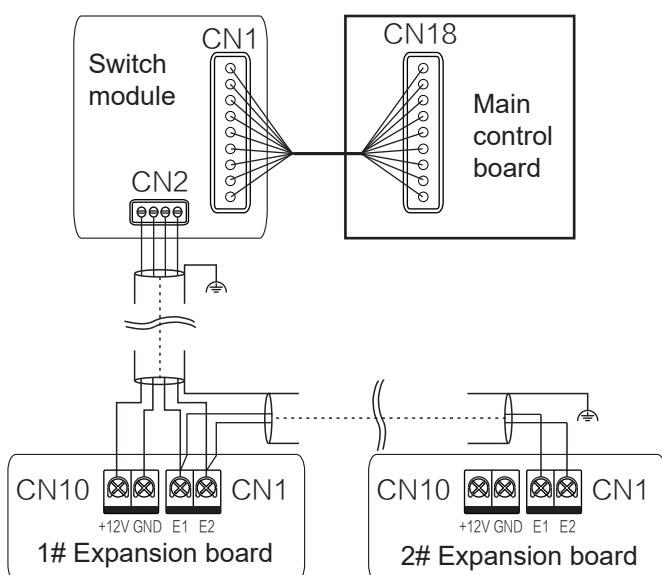 CN1
CN18
Switch
module
Main
control
board
CN2
CN10
CN1
+12V GND E1 E2
1# Expansion board
CN10
CN1
+12V GND E1 E2
2# Expansion board